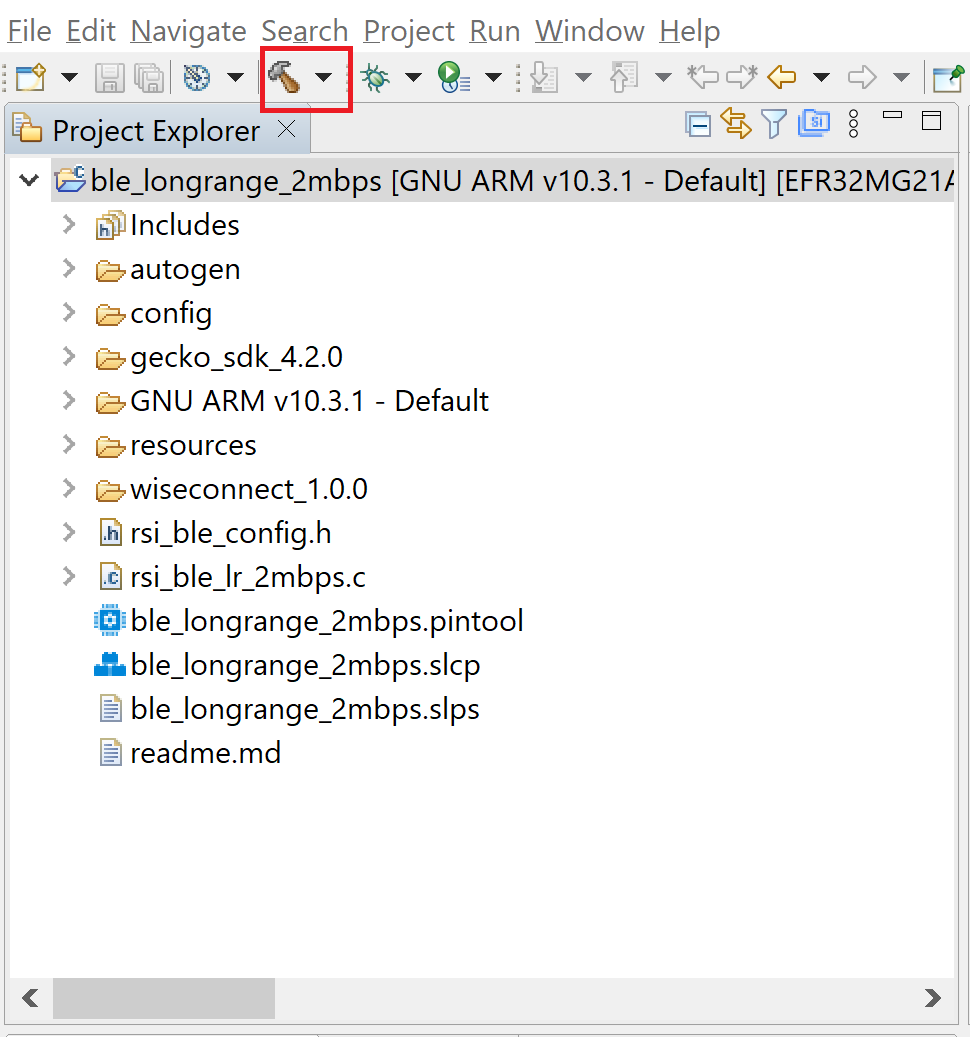 File Edit Navigate Search Project Run Window Help
Project Explorer
ble_longrange_2mbps [GNU ARM v10.3.1 - Default] [EFR32MG21A
Includes
autogen
config
gecko_sdk_4.2.0
GNU ARM v10.3.1 - Default
resources
wiseconnect_1.0.0
rsi_ble_config.h
rsi_ble_lr_2mbps.c
ble_longrange_2mbps.pintool
ble_longrange_2mbps.slcp
ble_longrange_2mbps.slps
readme.md